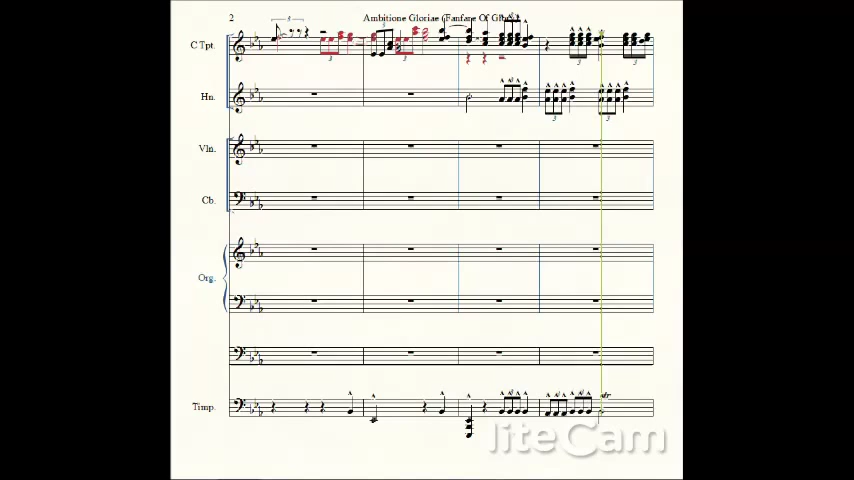 2
Ambitione Gloriae (Fanfare Of Glory)
C Tpt.
Hn.
Vln.
Cb.
Org.
Timp.
liteCam